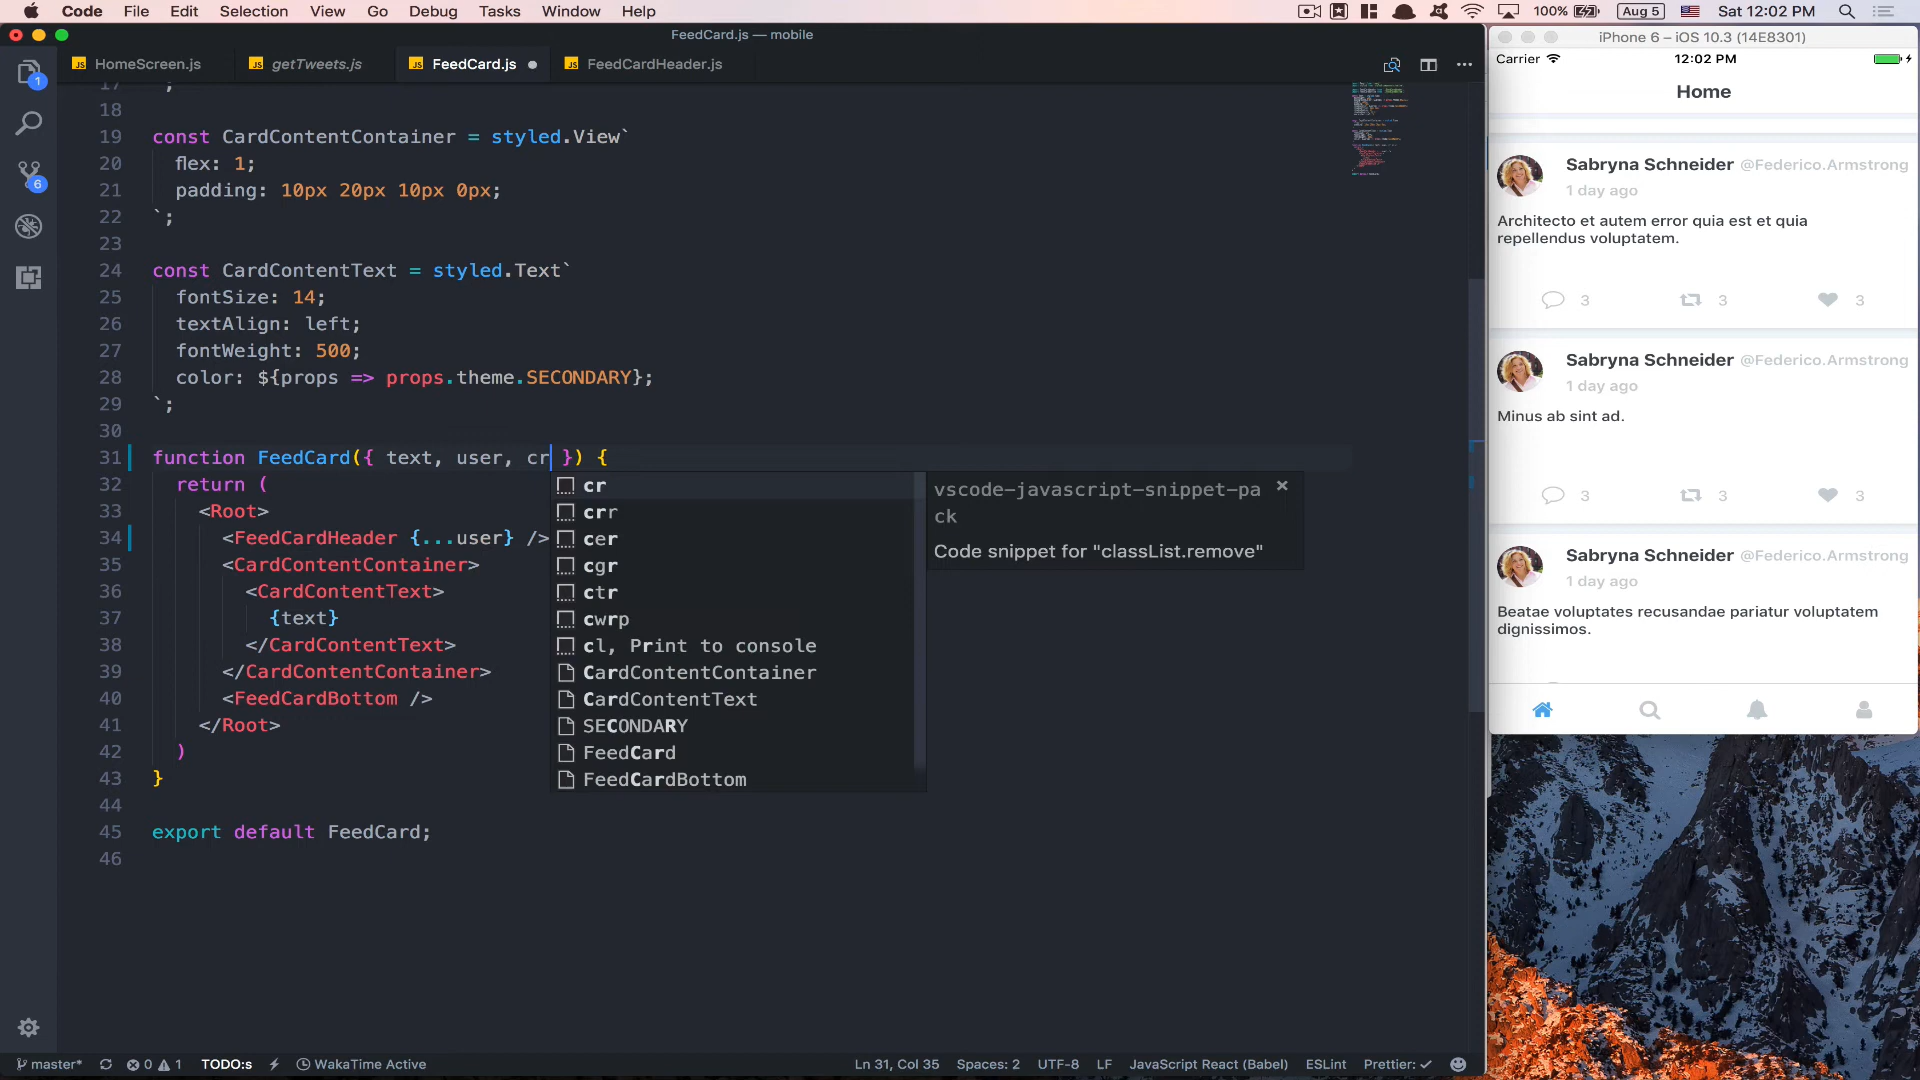 Code File Edit Selection View Go Debug Tasks Window Help 100% Aug 5 Sat 12:02 PM
FeedCard.js — mobile
HomeScreen.js getTweets.js FeedCard.js FeedCardHeader.js
1
6
17 `;
18
19 const CardContentContainer = styled.View`
20 flex: 1;
21 padding: 10px 20px 10px 0px;
22 `;
23
24 const CardContentText = styled.Text`
25 fontSize: 14;
26 textAlign: left;
27 fontWeight: 500;
28 color: ${props => props.theme.SECONDARY};
29 `;
30
31 function FeedCard({ text, user, cr }) {
32 return (
33 <Root>
34 <FeedCardHeader {...user} />
35 <CardContentContainer>
36 <CardContentText>
37 {text}
38 </CardContentText>
39 </CardContentContainer>
40 <FeedCardBottom />
41 </Root>
42 )
43 }
44
45 export default FeedCard;
46
cr
crr
cer
cgr
ctr
cwrp
cl, Print to console
CardContentContainer
CardContentText
SECONDARY
FeedCard
FeedCardBottom
vscode-javascript-snippet-pa
ck
Code snippet for "classList.remove"
master* 0 1 TODO:s WakaTime Active Ln 31, Col 35 Spaces: 2 UTF-8 LF JavaScript React (Babel) ESLint Prettier: ✓
iPhone 6 – iOS 10.3 (14E8301)
Carrier 12:02 PM
Home
Sabryna Schneider @Federico.Armstrong
1 day ago
Architecto et autem error quia est et quia
repellendus voluptatem.
3 3 3
Sabryna Schneider @Federico.Armstrong
1 day ago
Minus ab sint ad.
3 3 3
Sabryna Schneider @Federico.Armstrong
1 day ago
Beatae voluptates recusandae pariatur voluptatem
dignissimos.